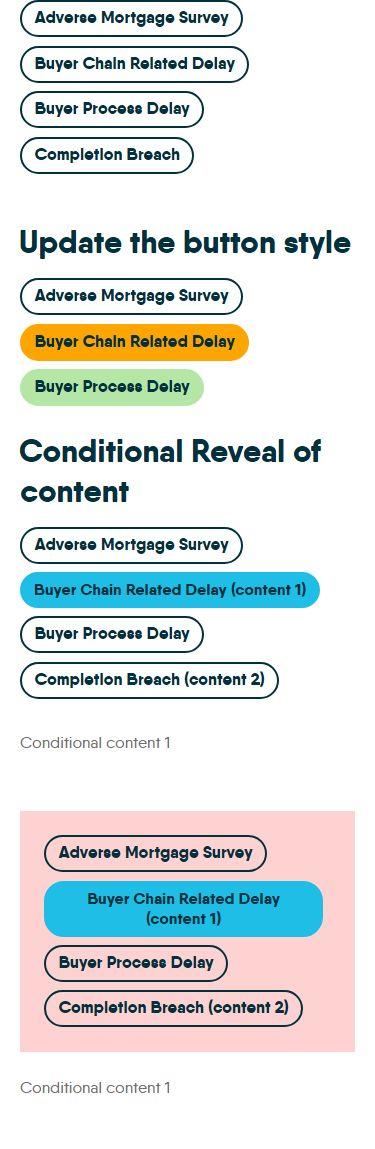 Adverse Mortgage Survey
Buyer Chain Related Delay
Buyer Process Delay
Completion Breach
Update the button style
Adverse Mortgage Survey
Buyer Chain Related Delay
Buyer Process Delay
Conditional Reveal of
content
Adverse Mortgage Survey
Buyer Chain Related Delay (content 1)
Buyer Process Delay
Completion Breach (content 2)
Conditional content 1
Adverse Mortgage Survey
Buyer Chain Related Delay
(content 1)
Buyer Process Delay
Completion Breach (content 2)
Conditional content 1